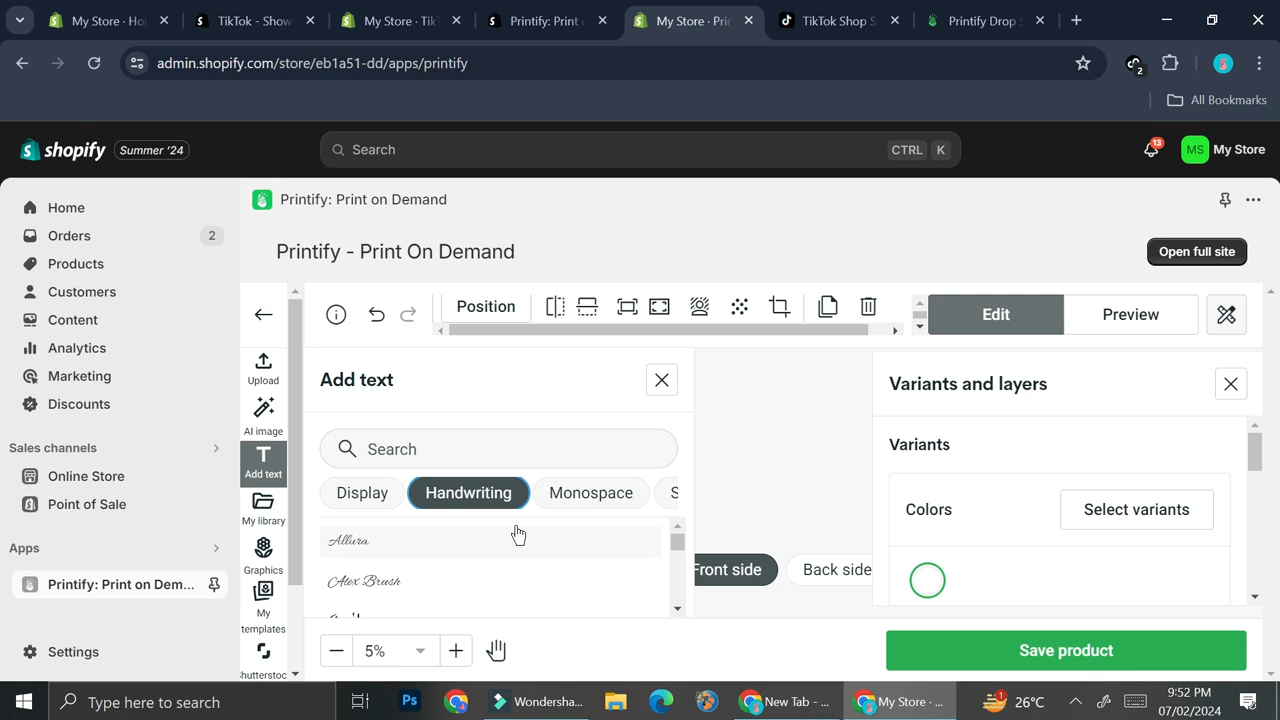 My Store · Ho
TikTok - Show
My Store · Tik
Printify: Print
My Store · Prin
TikTok Shop S
Printify Drop S
admin.shopify.com/store/eb1a51-dd/apps/printify
2
All Bookmarks
shopify
Summer '24
Search
CTRL K
13
MS
My Store
Home
Orders 2
Products
Customers
Content
Analytics
Marketing
Discounts
Sales channels
Online Store
Point of Sale
Apps
Printify: Print on Dem...
Settings
Printify: Print on Demand
Printify - Print On Demand
Open full site
Position
Edit
Preview
Upload
AI image
Add text
My library
Graphics
My
templates
hutterstoc
Add text
Search
Display
Handwriting
Monospace
S
Allura
Alex Brush
Front side
Back side
5%
Variants and layers
Variants
Colors
Select variants
Save product
Type here to search
Ps
Wondersha...
New Tab - ...
My Store · ...
1
26°C
9:52 PM
07/02/2024